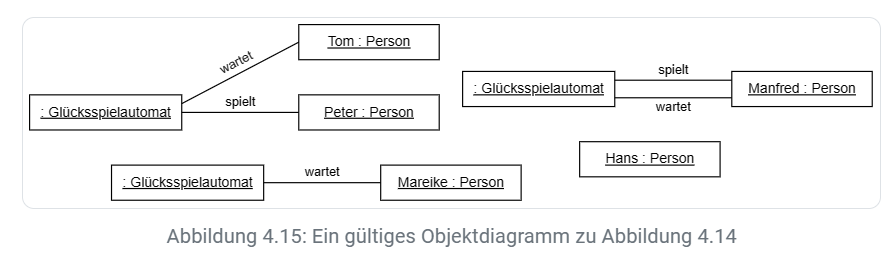 Tom : Person
wartet
: Glücksspielautomat
spielt
Peter : Person
: Glücksspielautomat
wartet
Mareike : Person
: Glücksspielautomat
spielt
wartet
Manfred : Person
Hans : Person
Abbildung 4.15: Ein gültiges Objektdiagramm zu Abbildung 4.14